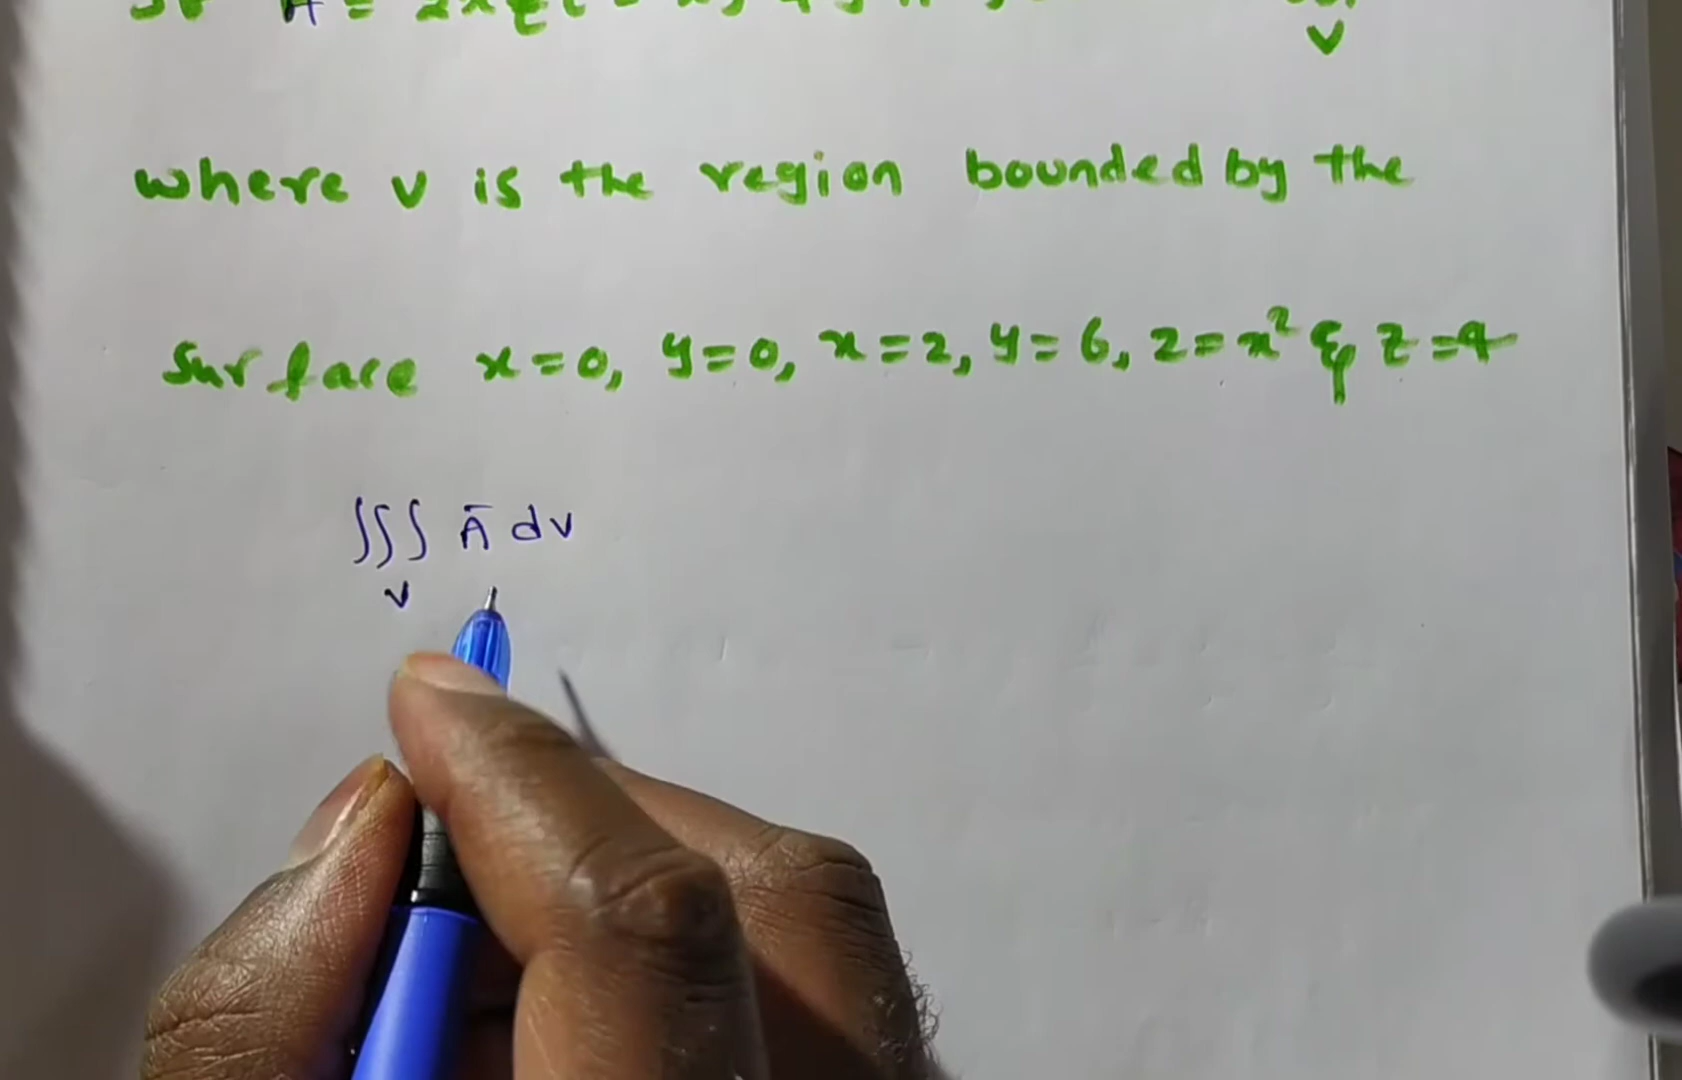 where v is the region bounded by the
surface x=0, y=0, x=2, y=6, z=x² & z=4
∭ Ā dv
v